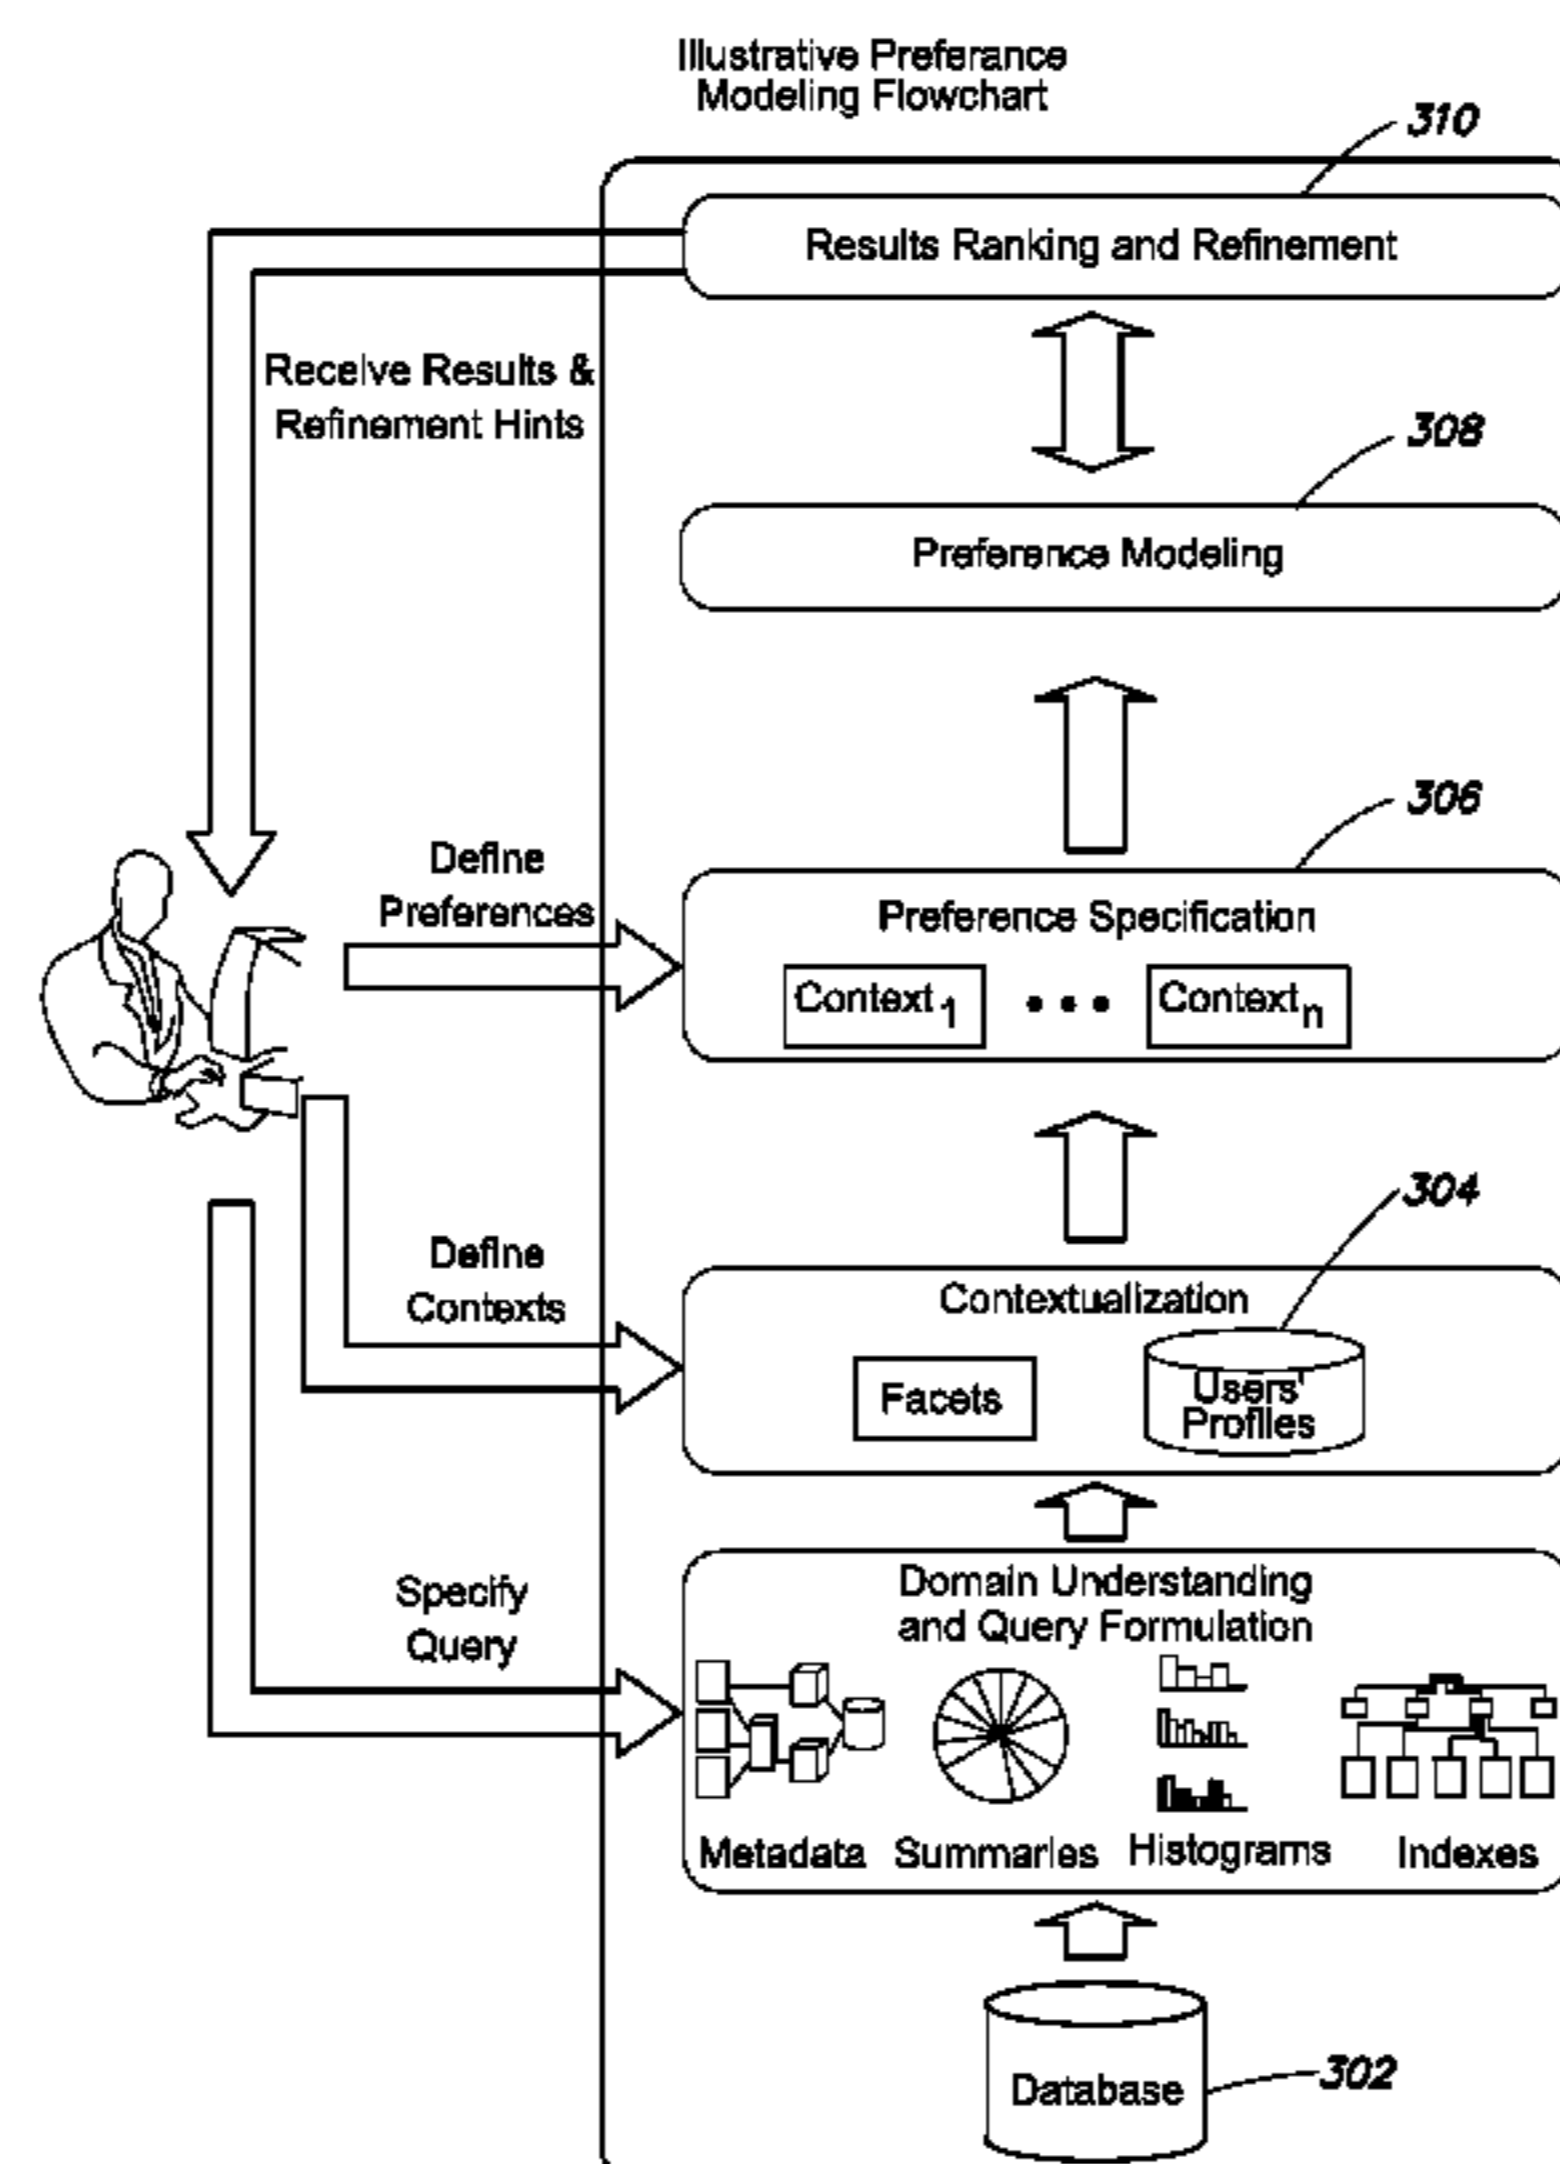 Illustrative Preferance
Modeling Flowchart
310
Results Ranking and Refinement
Receive Results &
Refinement Hints
308
Preference Modeling
306
Define
Preferences
Preference Specification
Context1 • • • Contextn
304
Define
Contexts
Contextualization
Facets
Users'
Profiles
Specify
Query
Domain Understanding
and Query Formulation
Metadata Summaries Histograms Indexes
Database
302